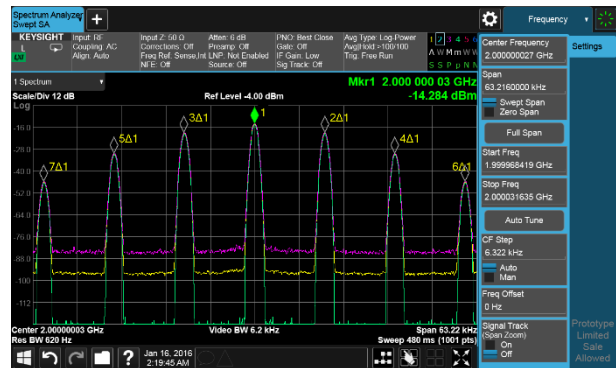 Spectrum Analyzer
Swept SA
+
Frequency
KEYSIGHT
Input: RF
Coupling: AC
Align: Auto
Input Z: 50 Ω
Corrections: Off
Freq Ref: Sense,Int
NFE: Off
Atten: 6 dB
Preamp: Off
LNP: Not Enabled
Source: Off
PNO: Best Close
Gate: Off
IF Gain: Low
Sig Track: Off
Avg Type: Log-Power
Avg|Hold:>100/100
Trig: Free Run
1 2 3 4 5 6
A W M m W W
S S P p N N
1 Spectrum
Scale/Div 12 dB
Ref Level -4.00 dBm
Mkr1 2.000 000 03 GHz
-14.284 dBm
Log
-16.0
-28.0
-40.0
-52.0
-64.0
-76.0
-88.0
-100
-112
7Δ1
5Δ1
3Δ1
1
2Δ1
4Δ1
6Δ1
Center 2.00000003 GHz
Res BW 620 Hz
Video BW 6.2 kHz
Span 63.22 kHz
Sweep 480 ms (1001 pts)
Jan 16, 2016
2:19:45 AM
?
Center Frequency
2.000000027 GHz
Span
63.2160000 kHz
Swept Span
Zero Span
Full Span
Start Freq
1.999968419 GHz
Stop Freq
2.000031635 GHz
Auto Tune
CF Step
6.322 kHz
Auto
Man
Freq Offset
0 Hz
Signal Track
(Span Zoom)
On
Off
Settings
Prototype
Limited
Sale
Allowed